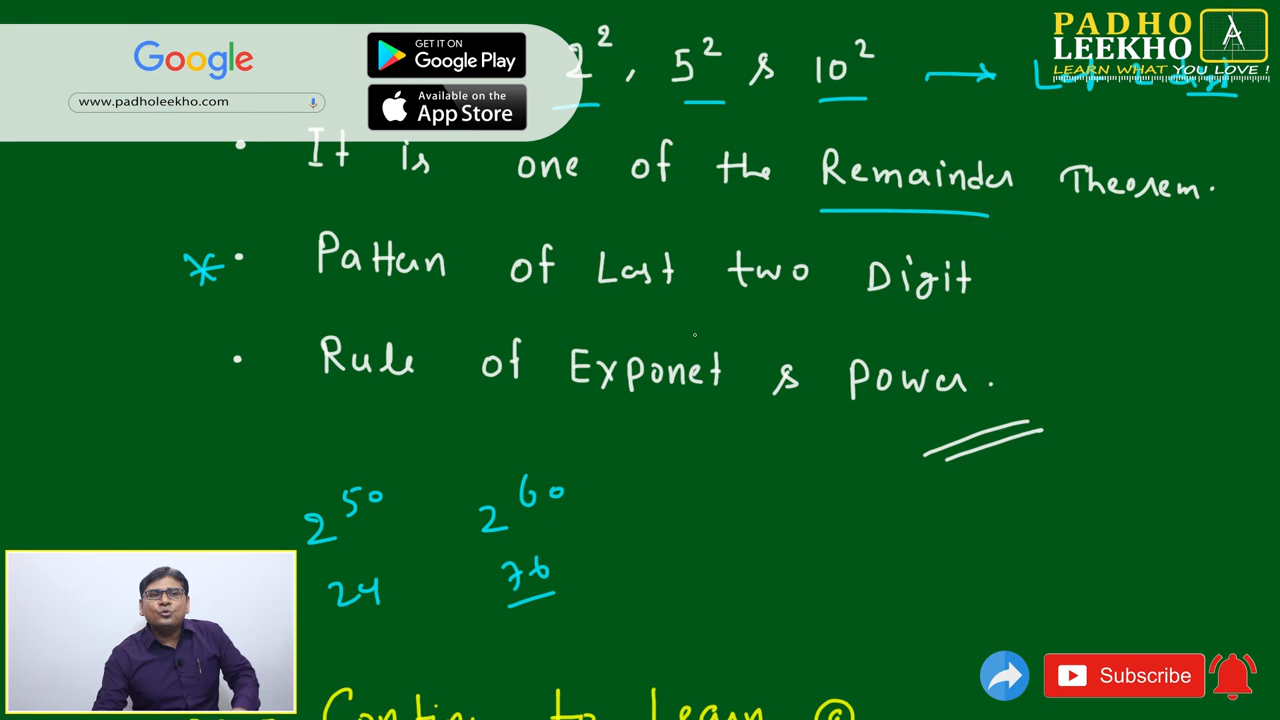 Google
www.padholeekho.com
GET IT ON
Google Play
Available on the
App Store
2², 5² & 10² →
PADHO
LEEKHO
LEARN WHAT YOU LOVE !
• It is one of the Remainder Theorem.
* • Pattern of Last two Digit
• Rule of Exponet & Power.
2⁵⁰ 2⁶⁰
24 76
to Learn @
Subscribe